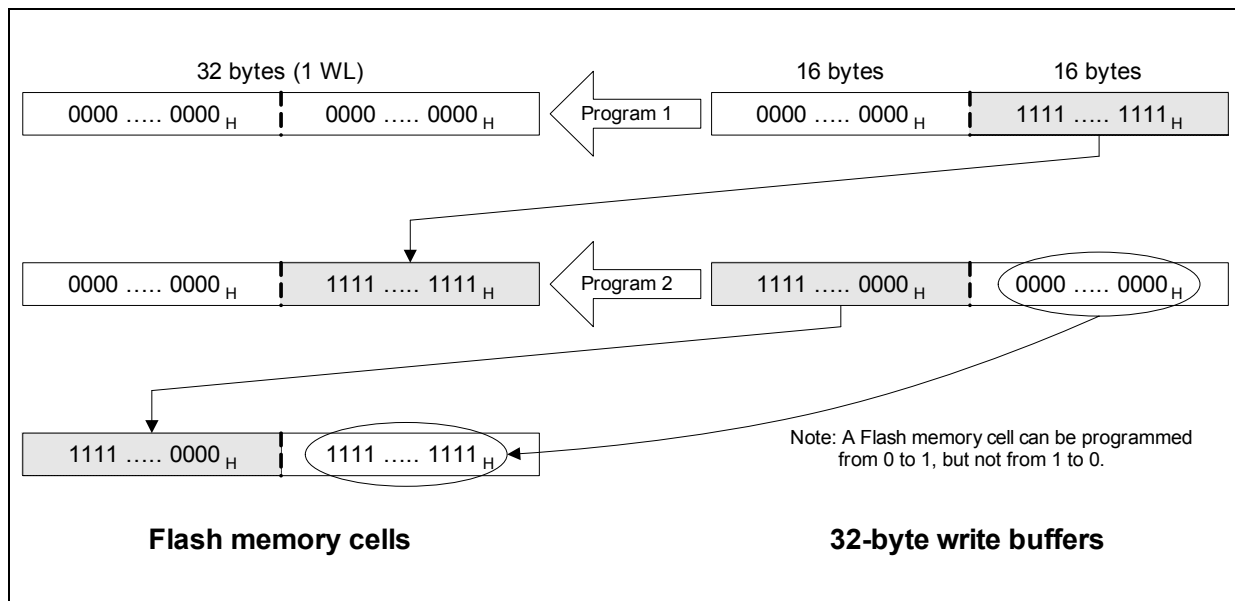 32 bytes (1 WL)
16 bytes
16 bytes
0000 ..... 0000 H
0000 ..... 0000 H
Program 1
0000 ..... 0000 H
1111 ..... 1111 H
0000 ..... 0000 H
1111 ..... 1111 H
Program 2
1111 ..... 0000 H
0000 ..... 0000 H
1111 ..... 0000 H
1111 ..... 1111 H
Note: A Flash memory cell can be programmed
from 0 to 1, but not from 1 to 0.
Flash memory cells
32-byte write buffers